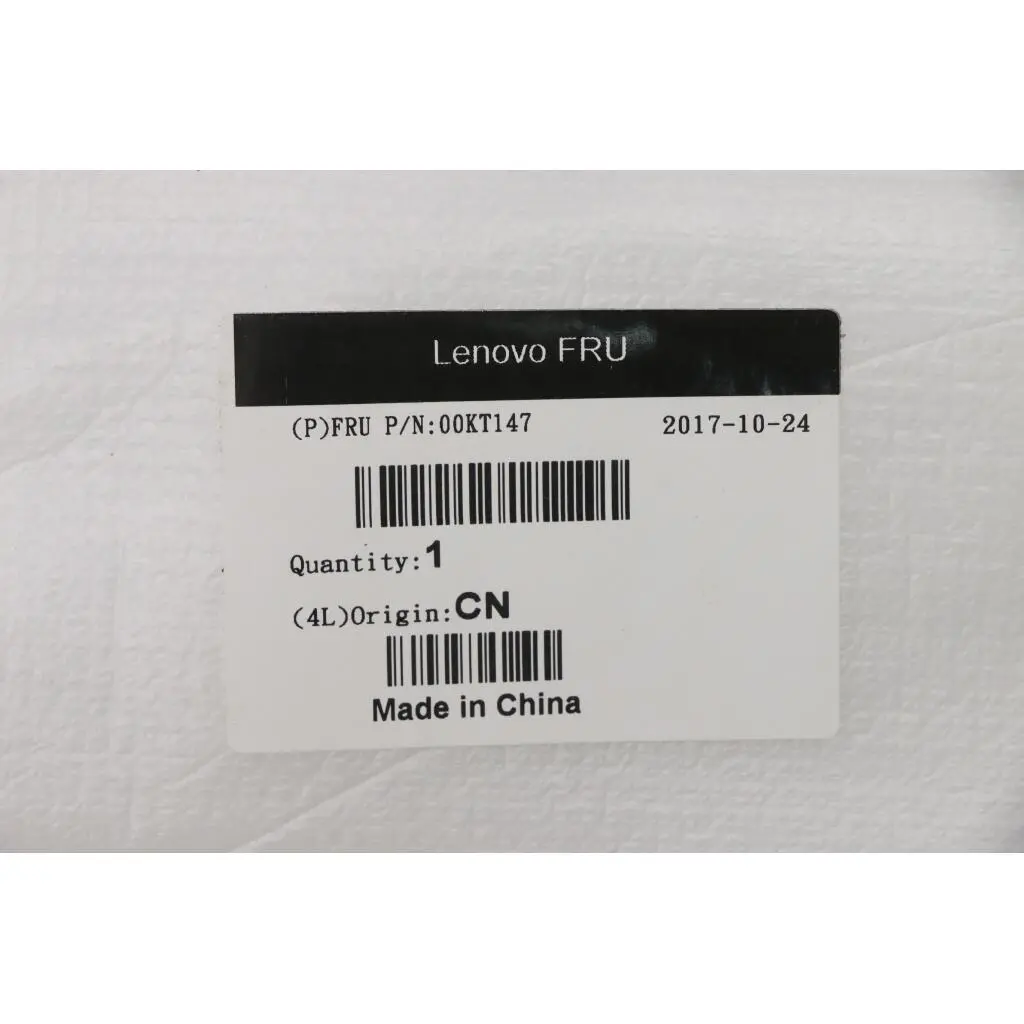 Lenovo FRU
(P)FRU P/N:00KT147 2017-10-24
Quantity:1
(4L)Origin:CN
Made in China